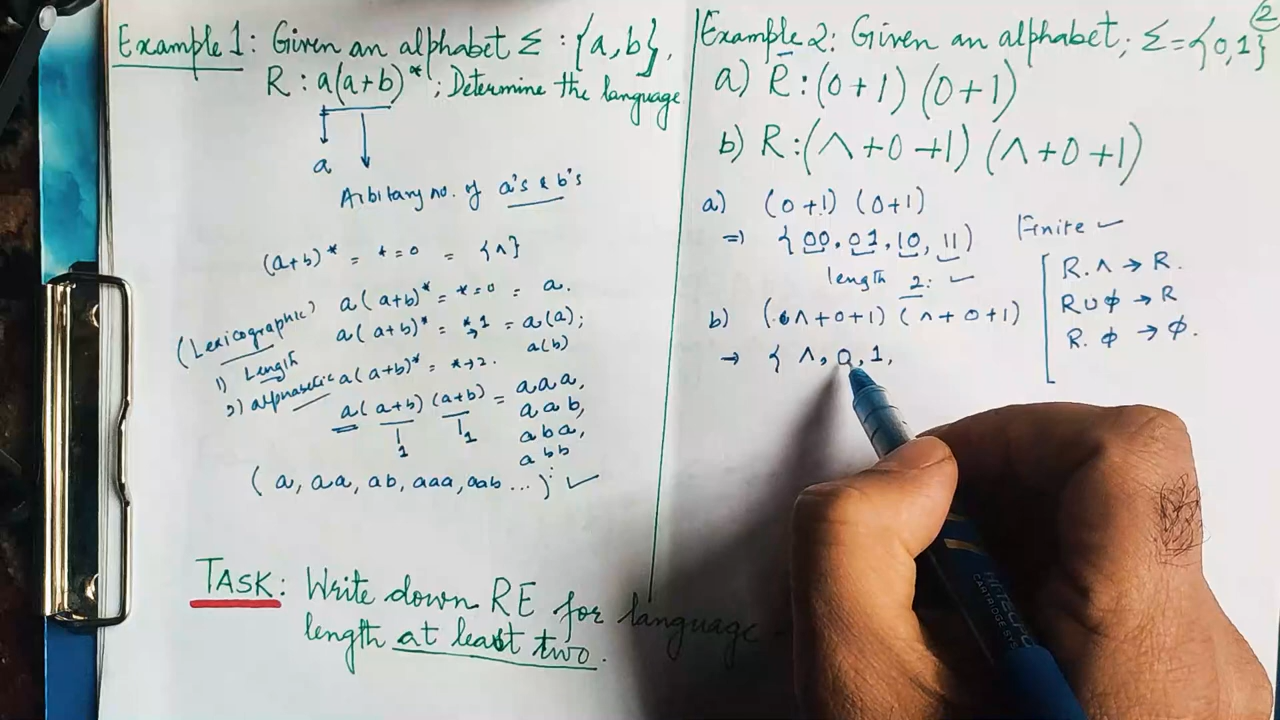 Example 1: Given an alphabet Σ : {a,b},
R : a(a+b)*; Determine the language
a
Arbitary no. of a's & b's
(a+b)* = *=0 = {∧}
(Lexicographic)
1) Length
2) alphabetic
a(a+b)* = *=0 = a.
a(a+b)* = *→1 = a(a);
a(b)
a(a+b)* = *→2.
a(a+b)(a+b) = aaa,
aab,
aba,
abb
1
1
(a, aa, ab, aaa, aab ...) ✓
TASK: Write down RE for language
length at least two.
2
Example 2: Given an alphabet; Σ={0,1}
a) R:(0+1)(0+1)
b) R:(∧+0+1)(∧+0+1)
a) (0+1) (0+1)
⇒ {00, 01, 10, 11) Finite ✓
length 2: ✓
R.∧ → R.
R∪ϕ → R
R.ϕ → ϕ.
b) (∧+0+1) (∧+0+1)
→ { ∧, 0, 1,